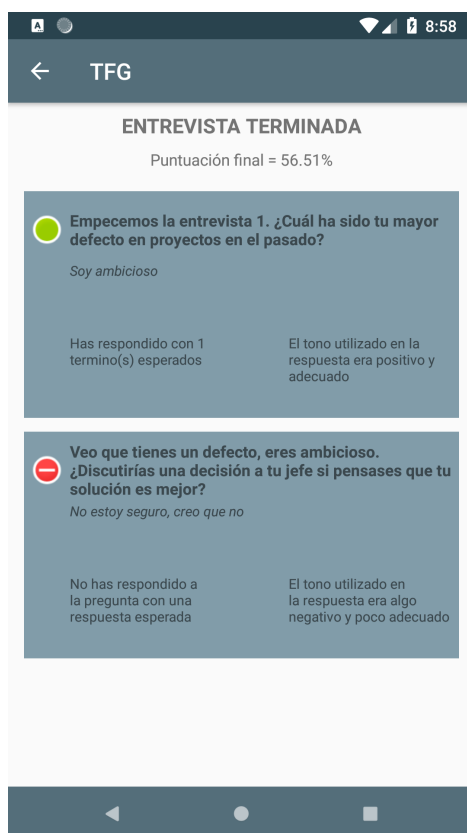 A
8:58
TFG
ENTREVISTA TERMINADA
Puntuación final = 56.51%
Empecemos la entrevista 1. ¿Cuál ha sido tu mayor
defecto en proyectos en el pasado?
Soy ambicioso
Has respondido con 1
termino(s) esperados
El tono utilizado en la
respuesta era positivo y
adecuado
Veo que tienes un defecto, eres ambicioso.
¿Discutirías una decisión a tu jefe si pensases que tu
solución es mejor?
No estoy seguro, creo que no
No has respondido a
la pregunta con una
respuesta esperada
El tono utilizado en
la respuesta era algo
negativo y poco adecuado